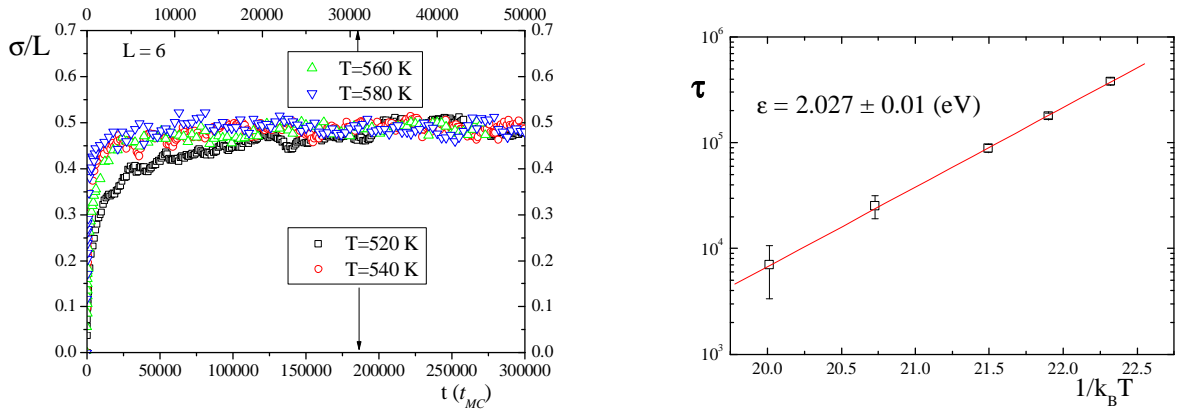 0 10000 20000 30000 40000 50000
σ/L
L = 6
0.7
0.6
0.5
0.4
0.3
0.2
0.1
0.0
0.7
0.6
0.5
0.4
0.3
0.2
0.1
0.0
T=560 K
T=580 K
T=520 K
T=540 K
0 50000 100000 150000 200000 250000 300000
t (t_MC)
τ
ε = 2.027 ± 0.01 (eV)
10^6
10^5
10^4
10^3
20.0 20.5 21.0 21.5 22.0 22.5
1/k_BT